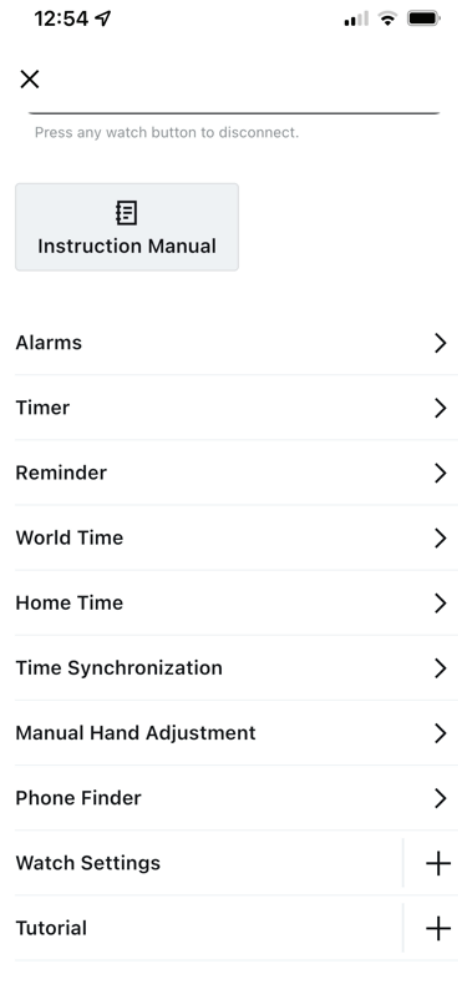 12:54
Press any watch button to disconnect.
Instruction Manual
Alarms
Timer
Reminder
World Time
Home Time
Time Synchronization
Manual Hand Adjustment
Phone Finder
Watch Settings
Tutorial